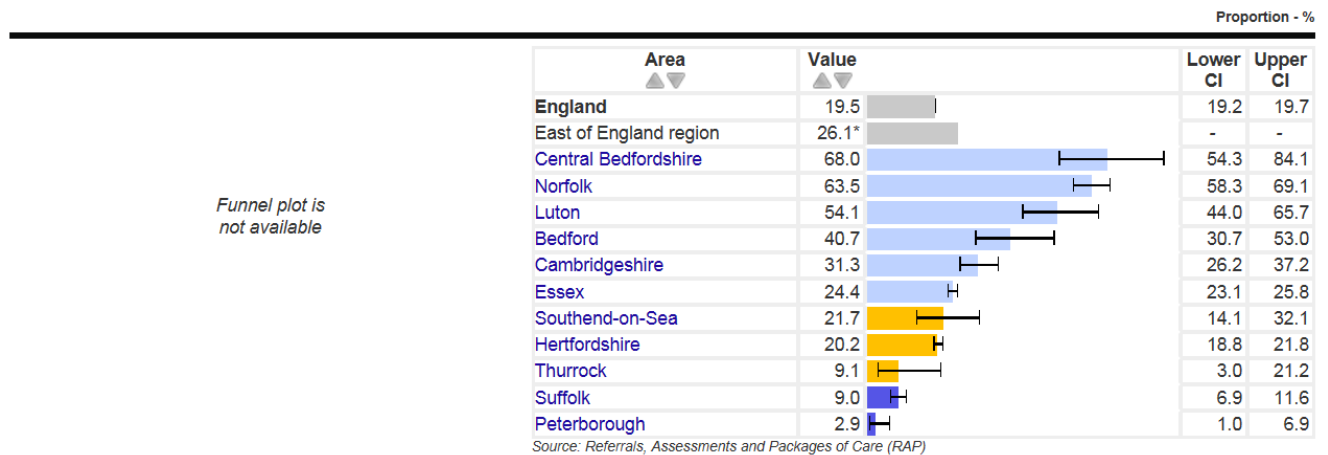 Proportion - %
Funnel plot is
not available
Area Value Lower CI Upper CI
England 19.5 19.2 19.7
East of England region 26.1* - -
Central Bedfordshire 68.0 54.3 84.1
Norfolk 63.5 58.3 69.1
Luton 54.1 44.0 65.7
Bedford 40.7 30.7 53.0
Cambridgeshire 31.3 26.2 37.2
Essex 24.4 23.1 25.8
Southend-on-Sea 21.7 14.1 32.1
Hertfordshire 20.2 18.8 21.8
Thurrock 9.1 3.0 21.2
Suffolk 9.0 6.9 11.6
Peterborough 2.9 1.0 6.9
Source: Referrals, Assessments and Packages of Care (RAP)